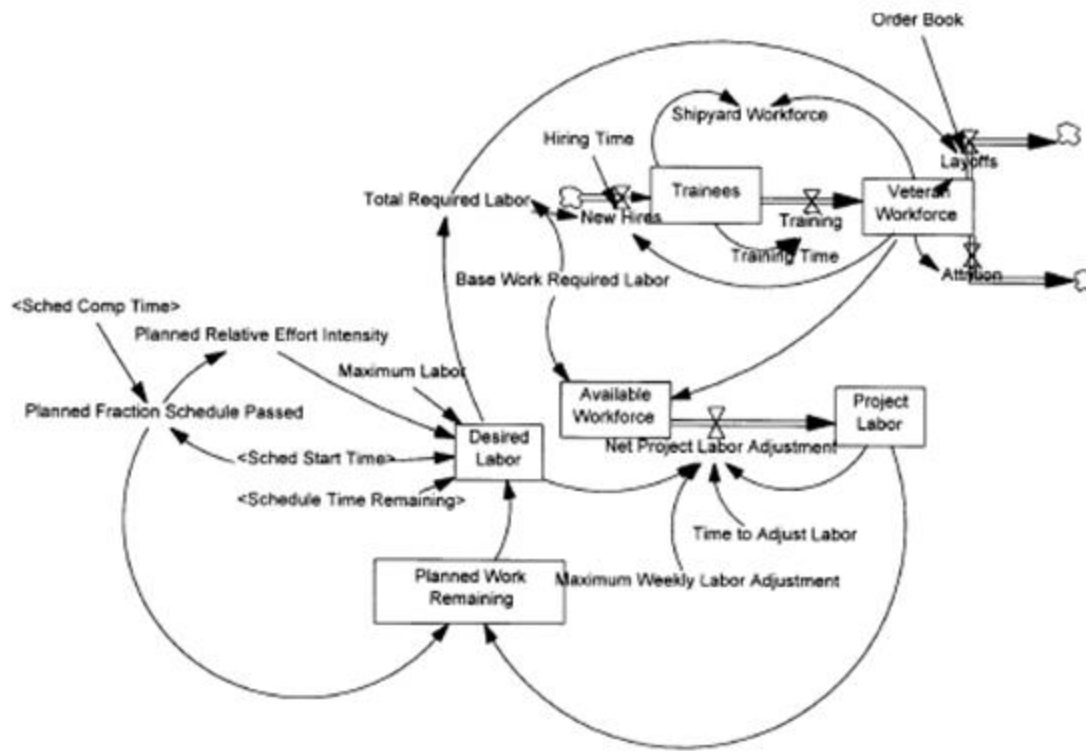 Order Book
Shipyard Workforce
Hiring Time
Layoffs
Trainees
Total Required Labor
New Hires
Training
Veteran
Workforce
Training Time
Attrition
Base Work Required Labor
<Sched Comp Time>
Planned Relative Effort Intensity
Maximum Labor
Available
Workforce
Project
Labor
Planned Fraction Schedule Passed
Desired
Labor
Net Project Labor Adjustment
<Sched Start Time>
<Schedule Time Remaining>
Time to Adjust Labor
Planned Work
Remaining
Maximum Weekly Labor Adjustment